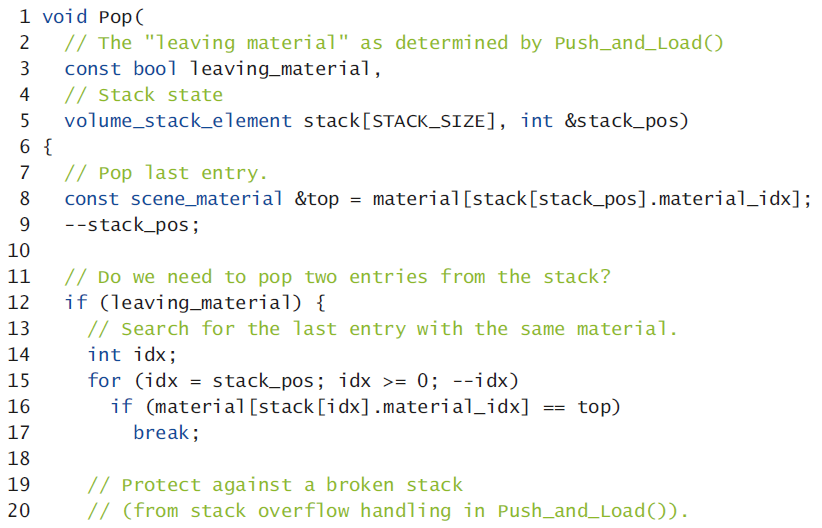 1 void Pop(
2   // The "leaving material" as determined by Push_and_Load()
3   const bool leaving_material,
4   // Stack state
5   volume_stack_element stack[STACK_SIZE], int &stack_pos)
6 {
7   // Pop last entry.
8   const scene_material &top = material[stack[stack_pos].material_idx];
9   --stack_pos;
10
11   // Do we need to pop two entries from the stack?
12   if (leaving_material) {
13     // Search for the last entry with the same material.
14     int idx;
15     for (idx = stack_pos; idx >= 0; --idx)
16       if (material[stack[idx].material_idx] == top)
17         break;
18
19     // Protect against a broken stack
20     // (from stack overflow handling in Push_and_Load()).